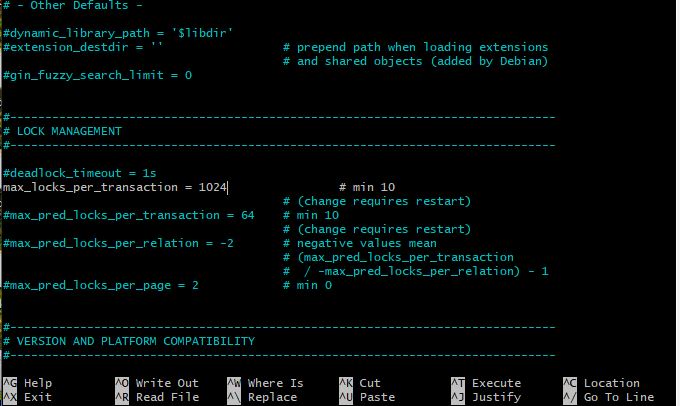 # - Other Defaults -
#dynamic_library_path = '$libdir'
#extension_destdir = '' # prepend path when loading extensions
# and shared objects (added by Debian)
#gin_fuzzy_search_limit = 0
#------------------------------------------------------------------------------
# LOCK MANAGEMENT
#------------------------------------------------------------------------------
#deadlock_timeout = 1s
max_locks_per_transaction = 1024 # min 10
# (change requires restart)
#max_pred_locks_per_transaction = 64 # min 10
# (change requires restart)
#max_pred_locks_per_relation = -2 # negative values mean
# (max_pred_locks_per_transaction
# / -max_pred_locks_per_relation) - 1
#max_pred_locks_per_page = 2 # min 0
#------------------------------------------------------------------------------
# VERSION AND PLATFORM COMPATIBILITY
#------------------------------------------------------------------------------
^G Help ^O Write Out ^W Where Is ^K Cut ^T Execute ^C Location
^X Exit ^R Read File ^\ Replace ^U Paste ^J Justify ^/ Go To Line